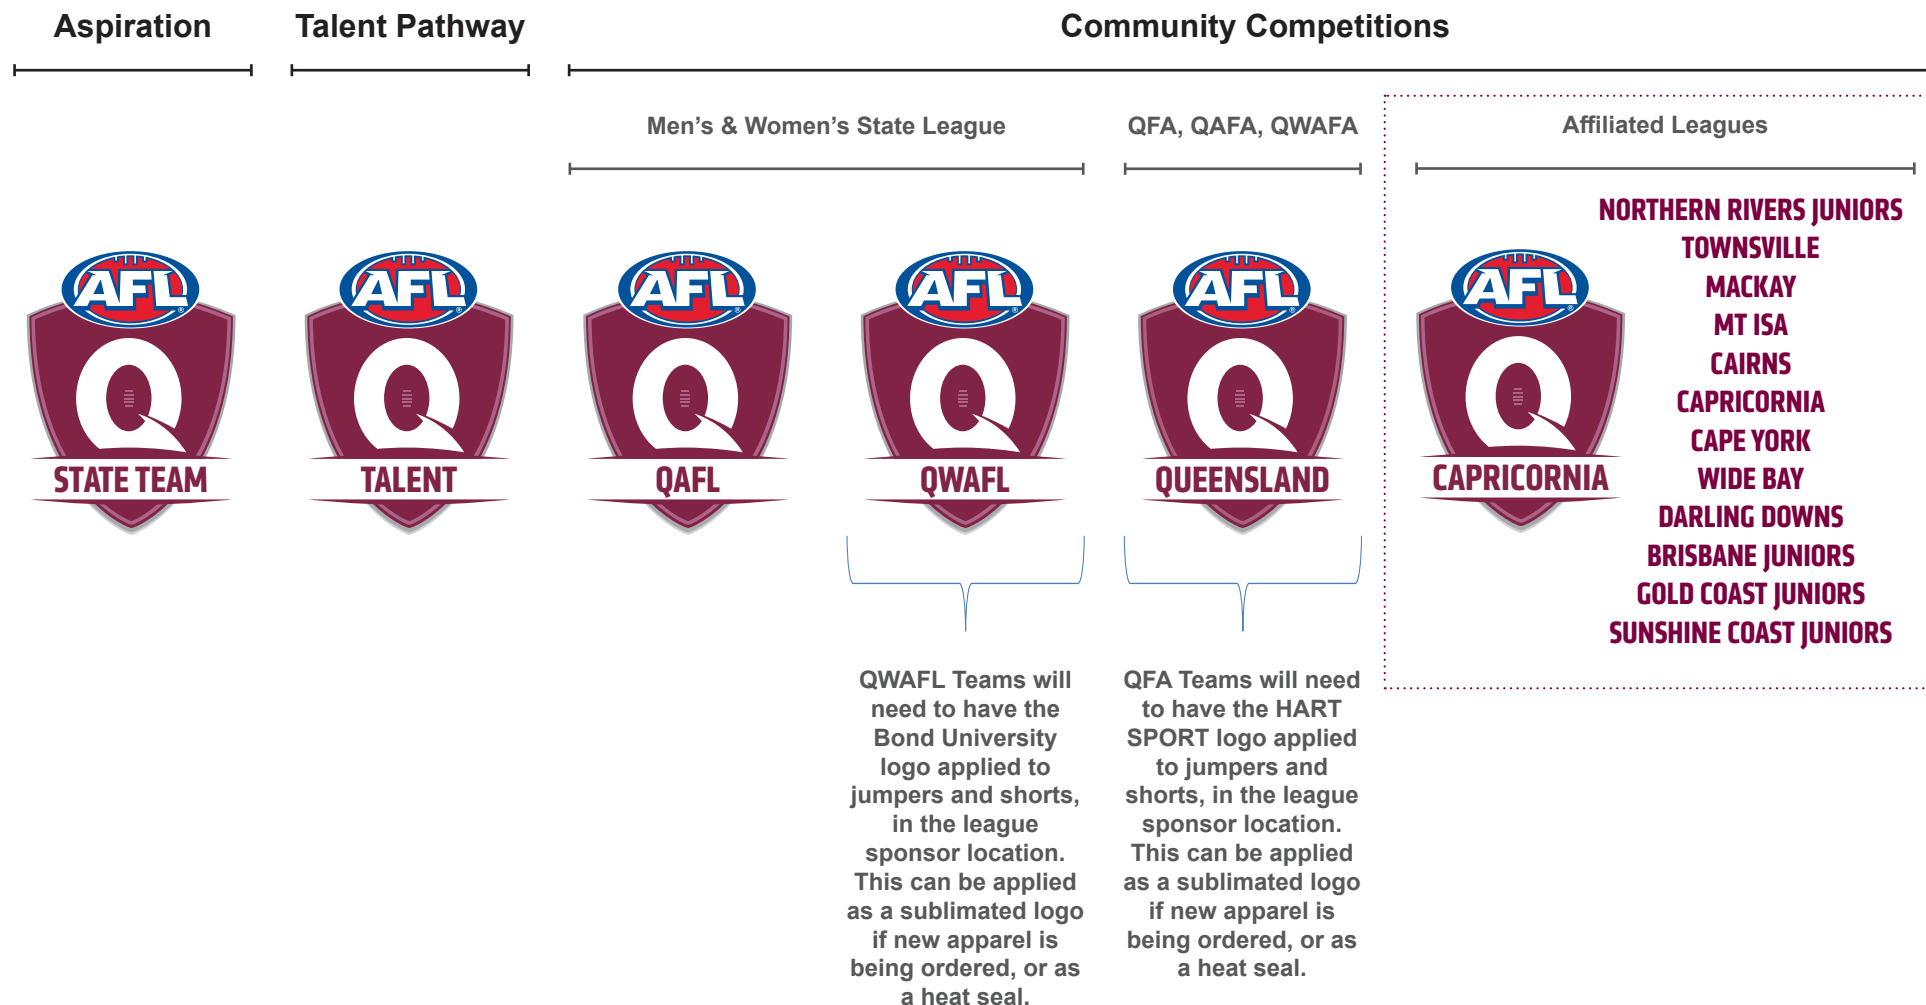 Aspiration
Talent Pathway
Community Competitions
Men's & Women's State League
QFA, QAFA, QWAFA
Affiliated Leagues
AFL
Q
STATE TEAM
AFL
Q
TALENT
AFL
Q
QAFL
AFL
Q
QWAFL
AFL
Q
QUEENSLAND
AFL
Q
CAPRICORNIA
NORTHERN RIVERS JUNIORS
TOWNSVILLE
MACKAY
MT ISA
CAIRNS
CAPRICORNIA
CAPE YORK
WIDE BAY
DARLING DOWNS
BRISBANE JUNIORS
GOLD COAST JUNIORS
SUNSHINE COAST JUNIORS
QWAFL Teams will
need to have the
Bond University
logo applied to
jumpers and shorts,
in the league
sponsor location.
This can be applied
as a sublimated logo
if new apparel is
being ordered, or as
a heat seal.
QFA Teams will need
to have the HART
SPORT logo applied
to jumpers and
shorts, in the league
sponsor location.
This can be applied
as a sublimated logo
if new apparel is
being ordered, or as
a heat seal.